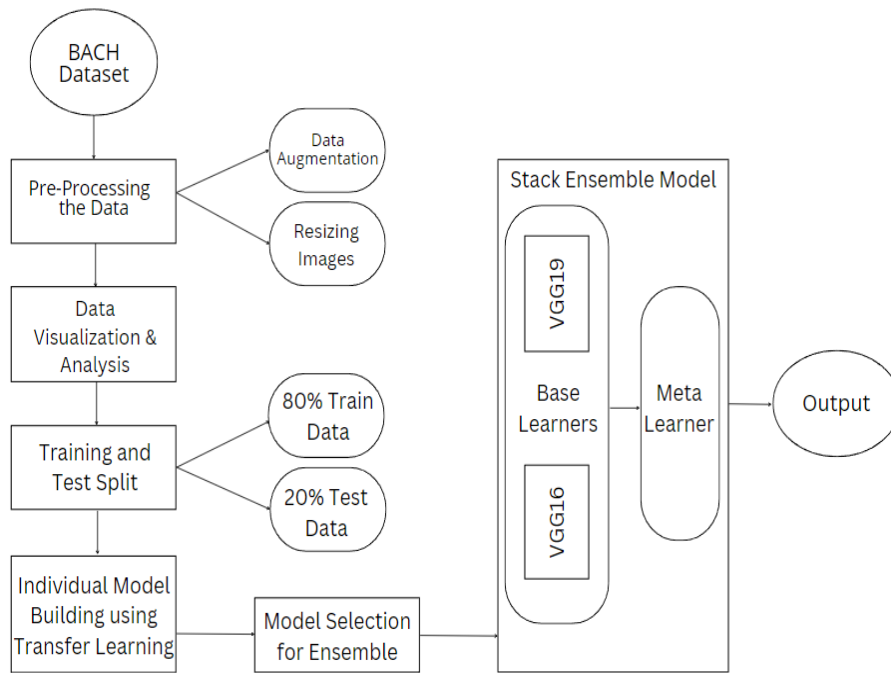 BACH
Dataset
Pre-Processing
the Data
Data
Augmentation
Resizing
Images
Data
Visualization &
Analysis
Training and
Test Split
80% Train
Data
20% Test
Data
Individual Model
Building using
Transfer Learning
Model Selection
for Ensemble
Stack Ensemble Model
VGG19
Base
Learners
VGG16
Meta
Learner
Output